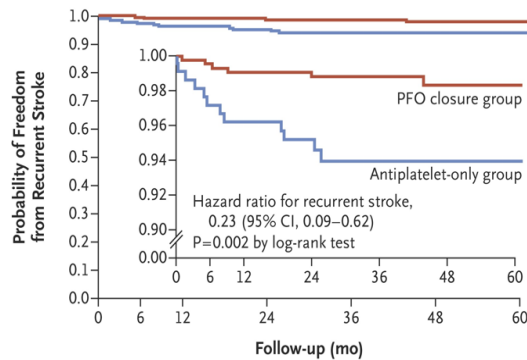 Probability of Freedom
from Recurrent Stroke
1.0
0.9
0.8
0.7
0.6
0.5
0.4
0.3
0.2
0.1
0.0
1.00
0.98
0.96
0.94
0.90
0.00
PFO closure group
Antiplatelet-only group
Hazard ratio for recurrent stroke,
0.23 (95% CI, 0.09–0.62)
P=0.002 by log-rank test
0 6 12 24 36 48 60
0 6 12 24 36 48 60
Follow-up (mo)